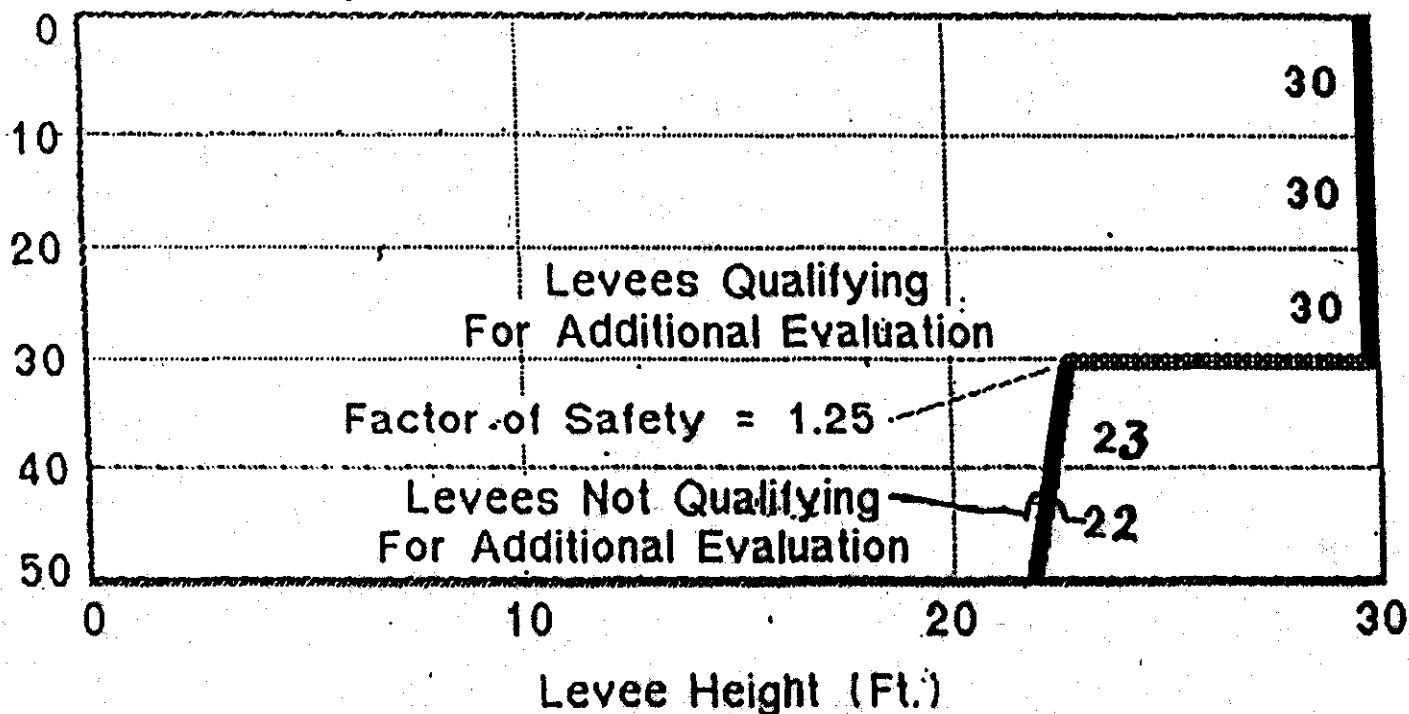 0
30
10
30
20
Levees Qualifying
30
For Additional Evaluation
30
Factor of Safety = 1.25
23
40
Levees Not Qualifying
22
For Additional Evaluation
50
0 10 20 30
Levee Height (Ft.)